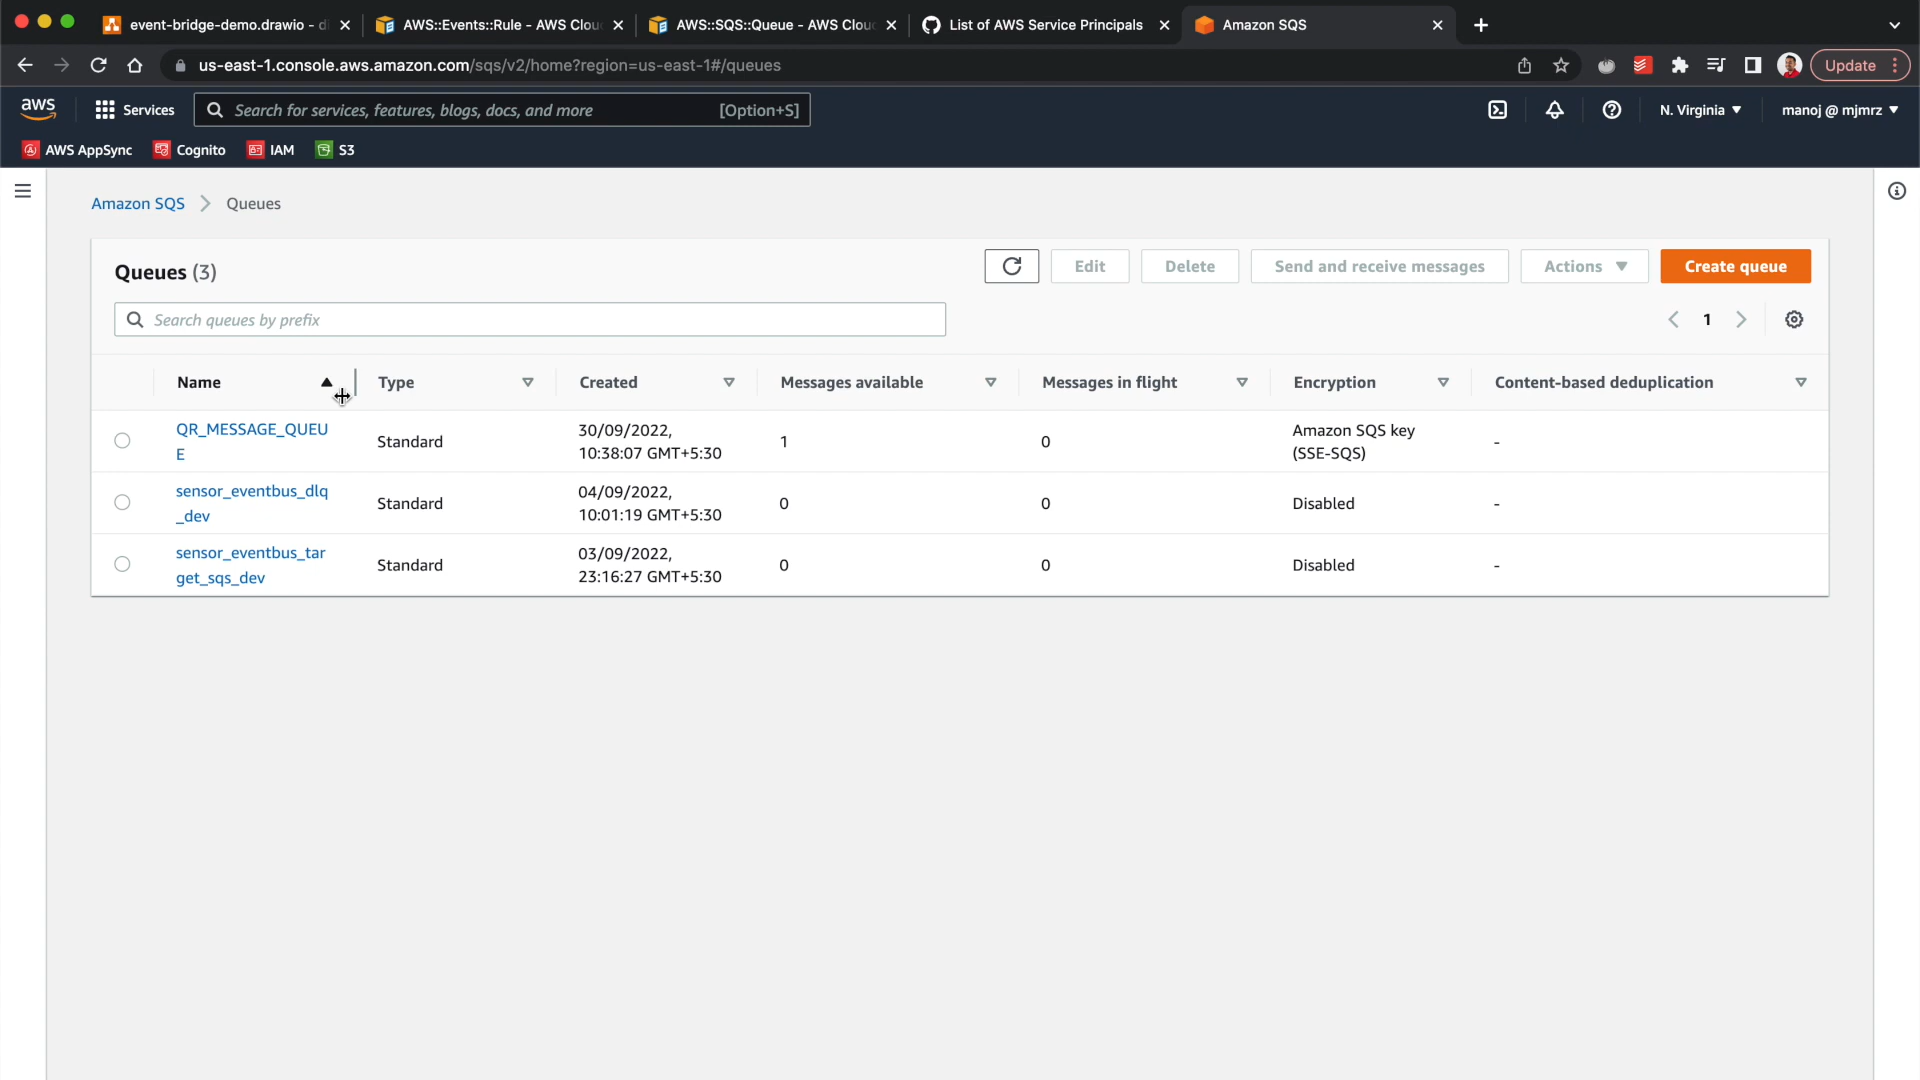 event-bridge-demo.drawio - d
AWS::Events::Rule - AWS Clou
AWS::SQS::Queue - AWS Clou
List of AWS Service Principals
Amazon SQS
us-east-1.console.aws.amazon.com/sqs/v2/home?region=us-east-1#/queues
Update
aws
Services
Search for services, features, blogs, docs, and more
[Option+S]
N. Virginia
manoj @ mjmrz
AWS AppSync
Cognito
IAM
S3
Amazon SQS
Queues
Queues (3)
Edit
Delete
Send and receive messages
Actions
Create queue
Search queues by prefix
1
Name
Type
Created
Messages available
Messages in flight
Encryption
Content-based deduplication
QR_MESSAGE_QUEU
E
Standard
30/09/2022,
10:38:07 GMT+5:30
1
0
Amazon SQS key
(SSE-SQS)
-
sensor_eventbus_dlq
_dev
Standard
04/09/2022,
10:01:19 GMT+5:30
0
0
Disabled
-
sensor_eventbus_tar
get_sqs_dev
Standard
03/09/2022,
23:16:27 GMT+5:30
0
0
Disabled
-